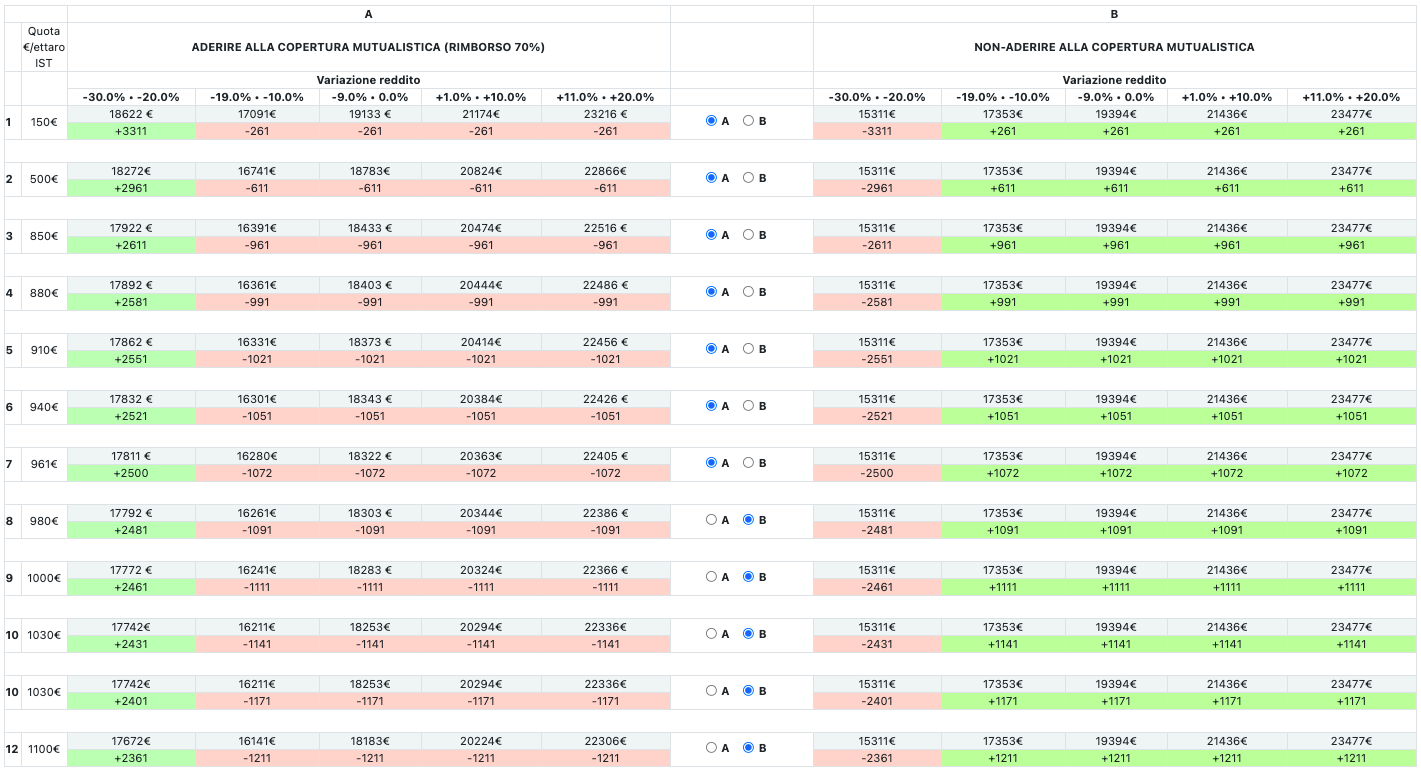 A B
Quota €/ettaro IST ADERIRE ALLA COPERTURA MUTUALISTICA (RIMBORSO 70%) NON-ADERIRE ALLA COPERTURA MUTUALISTICA
Variazione reddito Variazione reddito
-30.0% • -20.0% -19.0% • -10.0% -9.0% • 0.0% +1.0% • +10.0% +11.0% • +20.0% -30.0% • -20.0% -19.0% • -10.0% -9.0% • 0.0% +1.0% • +10.0% +11.0% • +20.0%
1 150€ 18622 € 17091€ 19133 € 21174€ 23216 € A B 15311€ 17353€ 19394€ 21436€ 23477€
+3311 -261 -261 -261 -261 -3311 +261 +261 +261 +261
2 500€ 18272€ 16741€ 18783€ 20824€ 22866€ A B 15311€ 17353€ 19394€ 21436€ 23477€
+2961 -611 -611 -611 -611 -2961 +611 +611 +611 +611
3 850€ 17922 € 16391€ 18433 € 20474€ 22516 € A B 15311€ 17353€ 19394€ 21436€ 23477€
+2611 -961 -961 -961 -961 -2611 +961 +961 +961 +961
4 880€ 17892 € 16361€ 18403 € 20444€ 22486 € A B 15311€ 17353€ 19394€ 21436€ 23477€
+2581 -991 -991 -991 -991 -2581 +991 +991 +991 +991
5 910€ 17862 € 16331€ 18373 € 20414€ 22456 € A B 15311€ 17353€ 19394€ 21436€ 23477€
+2551 -1021 -1021 -1021 -1021 -2551 +1021 +1021 +1021 +1021
6 940€ 17832 € 16301€ 18343 € 20384€ 22426 € A B 15311€ 17353€ 19394€ 21436€ 23477€
+2521 -1051 -1051 -1051 -1051 -2521 +1051 +1051 +1051 +1051
7 961€ 17811 € 16280€ 18322 € 20363€ 22405 € A B 15311€ 17353€ 19394€ 21436€ 23477€
+2500 -1072 -1072 -1072 -1072 -2500 +1072 +1072 +1072 +1072
8 980€ 17792 € 16261€ 18303 € 20344€ 22386 € A B 15311€ 17353€ 19394€ 21436€ 23477€
+2481 -1091 -1091 -1091 -1091 -2481 +1091 +1091 +1091 +1091
9 1000€ 17772 € 16241€ 18283 € 20324€ 22366 € A B 15311€ 17353€ 19394€ 21436€ 23477€
+2461 -1111 -1111 -1111 -1111 -2461 +1111 +1111 +1111 +1111
10 1030€ 17742€ 16211€ 18253€ 20294€ 22336€ A B 15311€ 17353€ 19394€ 21436€ 23477€
+2431 -1141 -1141 -1141 -1141 -2431 +1141 +1141 +1141 +1141
10 1030€ 17742€ 16211€ 18253€ 20294€ 22336€ A B 15311€ 17353€ 19394€ 21436€ 23477€
+2401 -1171 -1171 -1171 -1171 -2401 +1171 +1171 +1171 +1171
12 1100€ 17672€ 16141€ 18183€ 20224€ 22306€ A B 15311€ 17353€ 19394€ 21436€ 23477€
+2361 -1211 -1211 -1211 -1211 -2361 +1211 +1211 +1211 +1211